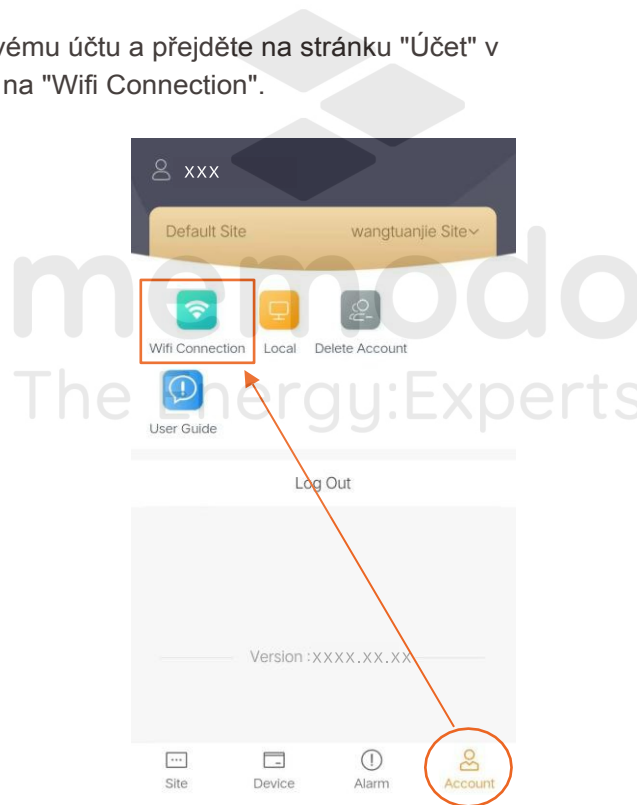 vému účtu a přejděte na stránku "Účet" v
na "Wifi Connection".
xxx
Default Site wangtuanjie Site
memodo
The Energy:Experts
Wifi Connection Local Delete Account
User Guide
Log Out
Version :XXXX.XX.XX
Site Device Alarm Account